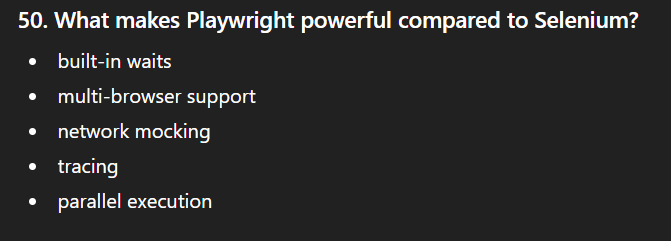 50. What makes Playwright powerful compared to Selenium?
• built-in waits
• multi-browser support
• network mocking
• tracing
• parallel execution